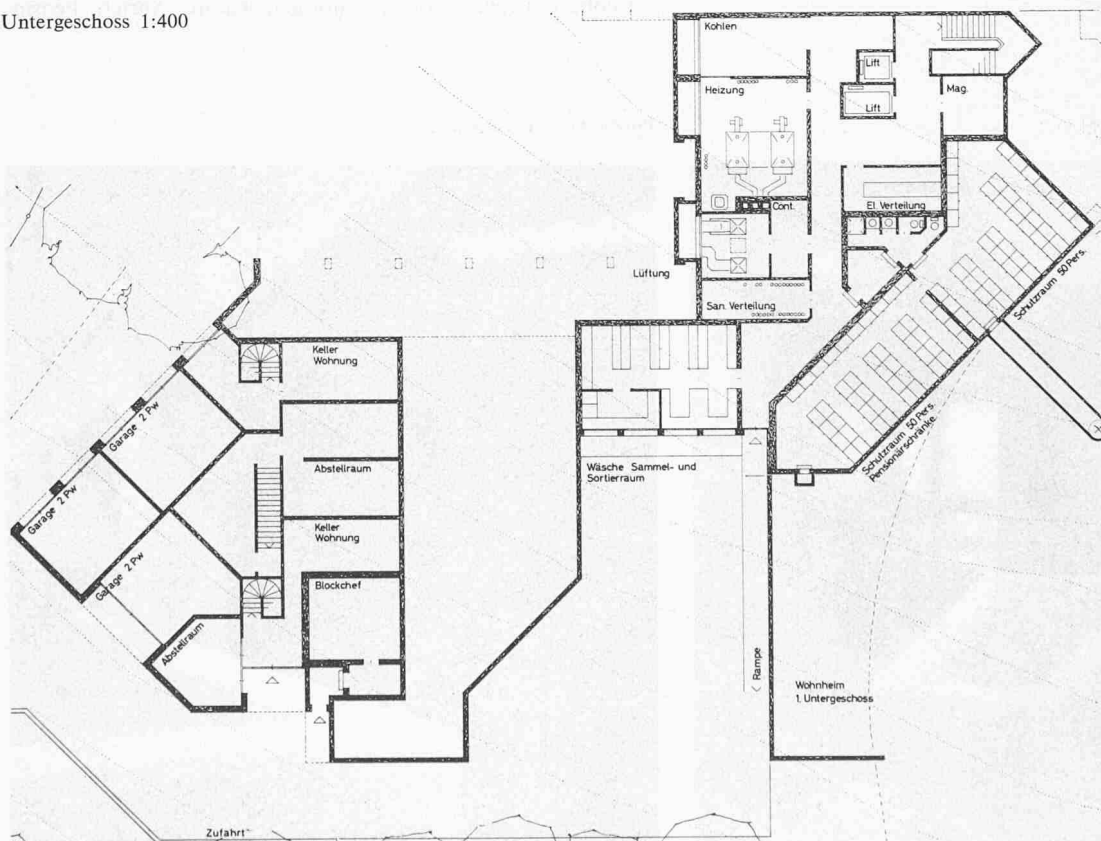 Untergeschoss 1:400
Kohlen
Lift
Heizung
Mag.
Lift
Cont.
El. Verteilung
Lüftung
San. Verteilung
Schutzraum 50 Pers.
Keller
Wohnung
Garage 2 Pw
Schutzraum 50 Pers.
Pensionärschränke
Abstellraum
Wäsche Sammel- und
Sortierraum
Garage 2 Pw
Keller
Wohnung
Garage 2 Pw
Blockchef
Abstellraum
Rampe
Wohnheim
1. Untergeschoss
Zufahrt